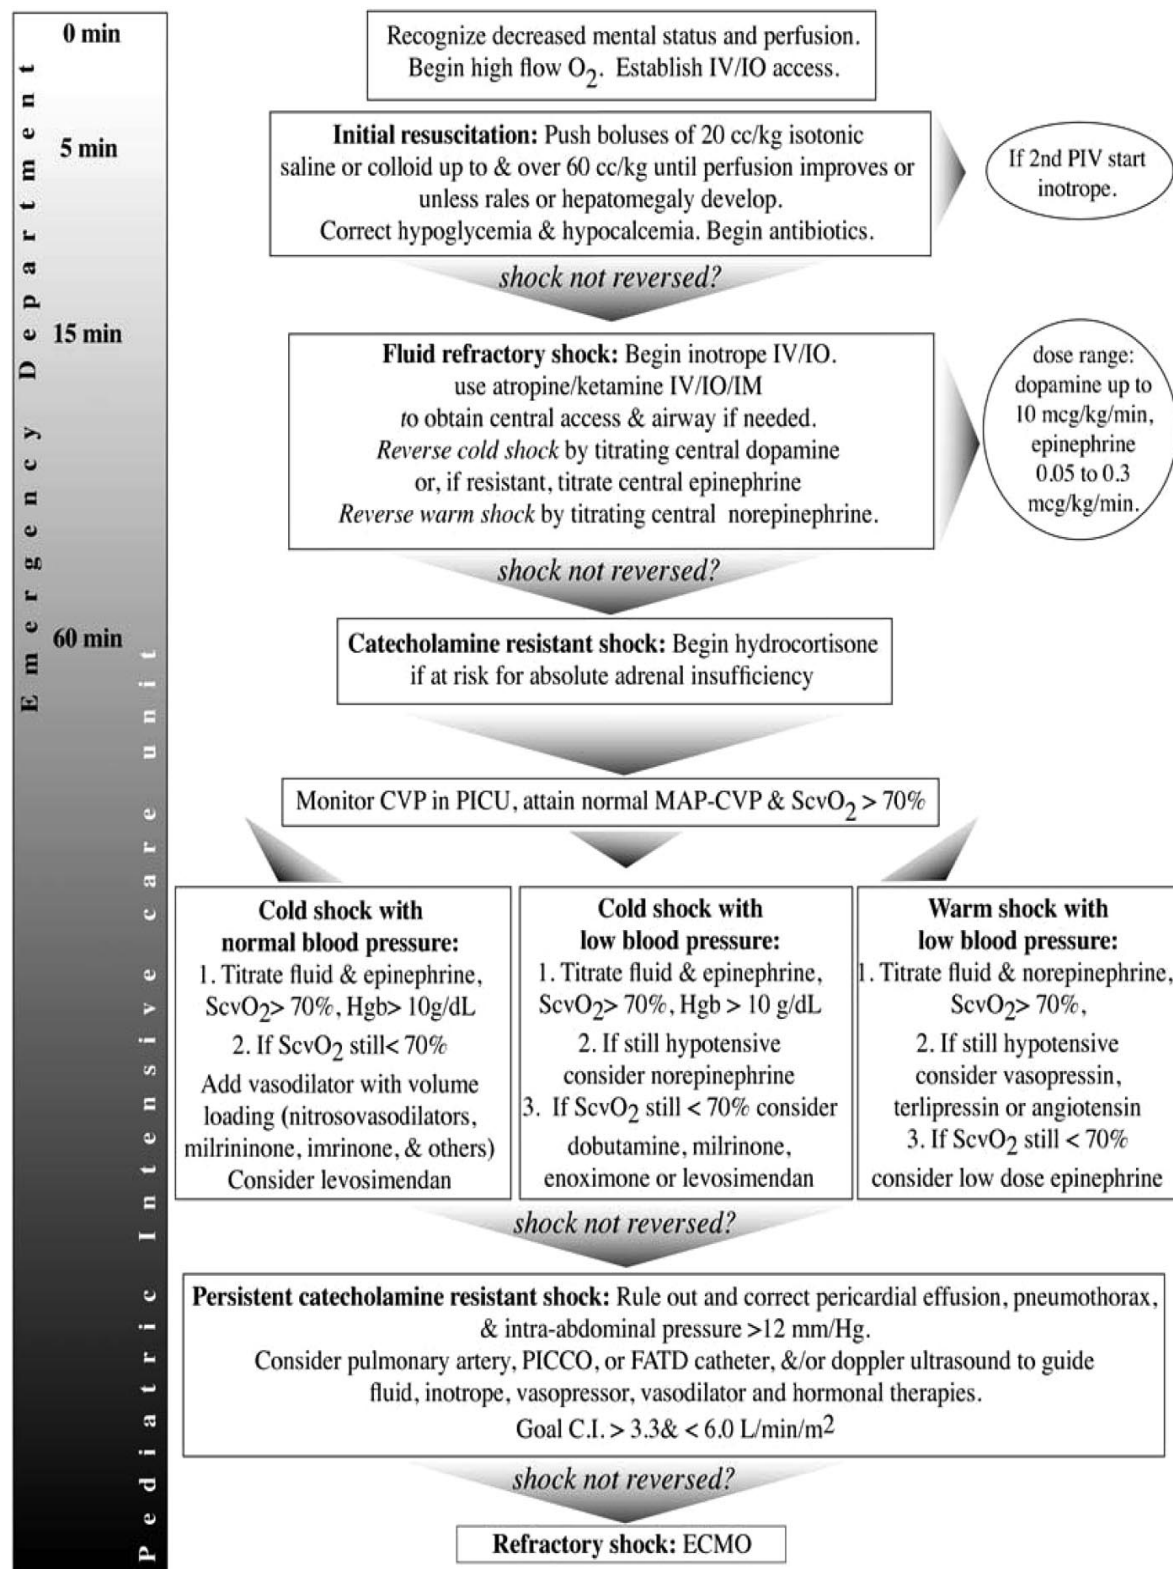 0 min
Recognize decreased mental status and perfusion.
Begin high flow O2. Establish IV/IO access.
5 min
Initial resuscitation: Push boluses of 20 cc/kg isotonic
saline or colloid up to & over 60 cc/kg until perfusion improves or
unless rales or hepatomegaly develop.
Correct hypoglycemia & hypocalcemia. Begin antibiotics.
If 2nd PIV start
inotrope.
shock not reversed?
15 min
Fluid refractory shock: Begin inotrope IV/IO.
use atropine/ketamine IV/IO/IM
to obtain central access & airway if needed.
Reverse cold shock by titrating central dopamine
or, if resistant, titrate central epinephrine
Reverse warm shock by titrating central norepinephrine.
dose range:
dopamine up to
10 mcg/kg/min,
epinephrine
0.05 to 0.3
mcg/kg/min.
shock not reversed?
60 min
Catecholamine resistant shock: Begin hydrocortisone
if at risk for absolute adrenal insufficiency
Monitor CVP in PICU, attain normal MAP-CVP & ScvO2 > 70%
Cold shock with
normal blood pressure:
1. Titrate fluid & epinephrine,
ScvO2> 70%, Hgb> 10g/dL
2. If ScvO2 still< 70%
Add vasodilator with volume
loading (nitrosovasodilators,
milrininone, imrinone, & others)
Consider levosimendan
Cold shock with
low blood pressure:
1. Titrate fluid & epinephrine,
ScvO2> 70%, Hgb > 10 g/dL
2. If still hypotensive
consider norepinephrine
3. If ScvO2 still < 70% consider
dobutamine, milrinone,
enoximone or levosimendan
Warm shock with
low blood pressure:
1. Titrate fluid & norepinephrine,
ScvO2> 70%,
2. If still hypotensive
consider vasopressin,
terlipressin or angiotensin
3. If ScvO2 still < 70%
consider low dose epinephrine
shock not reversed?
Persistent catecholamine resistant shock: Rule out and correct pericardial effusion, pneumothorax,
& intra-abdominal pressure >12 mm/Hg.
Consider pulmonary artery, PICCO, or FATD catheter, &/or doppler ultrasound to guide
fluid, inotrope, vasopressor, vasodilator and hormonal therapies.
Goal C.I. > 3.3& < 6.0 L/min/m2
shock not reversed?
Refractory shock: ECMO
Emergency Department
Pediatric Intensive care unit